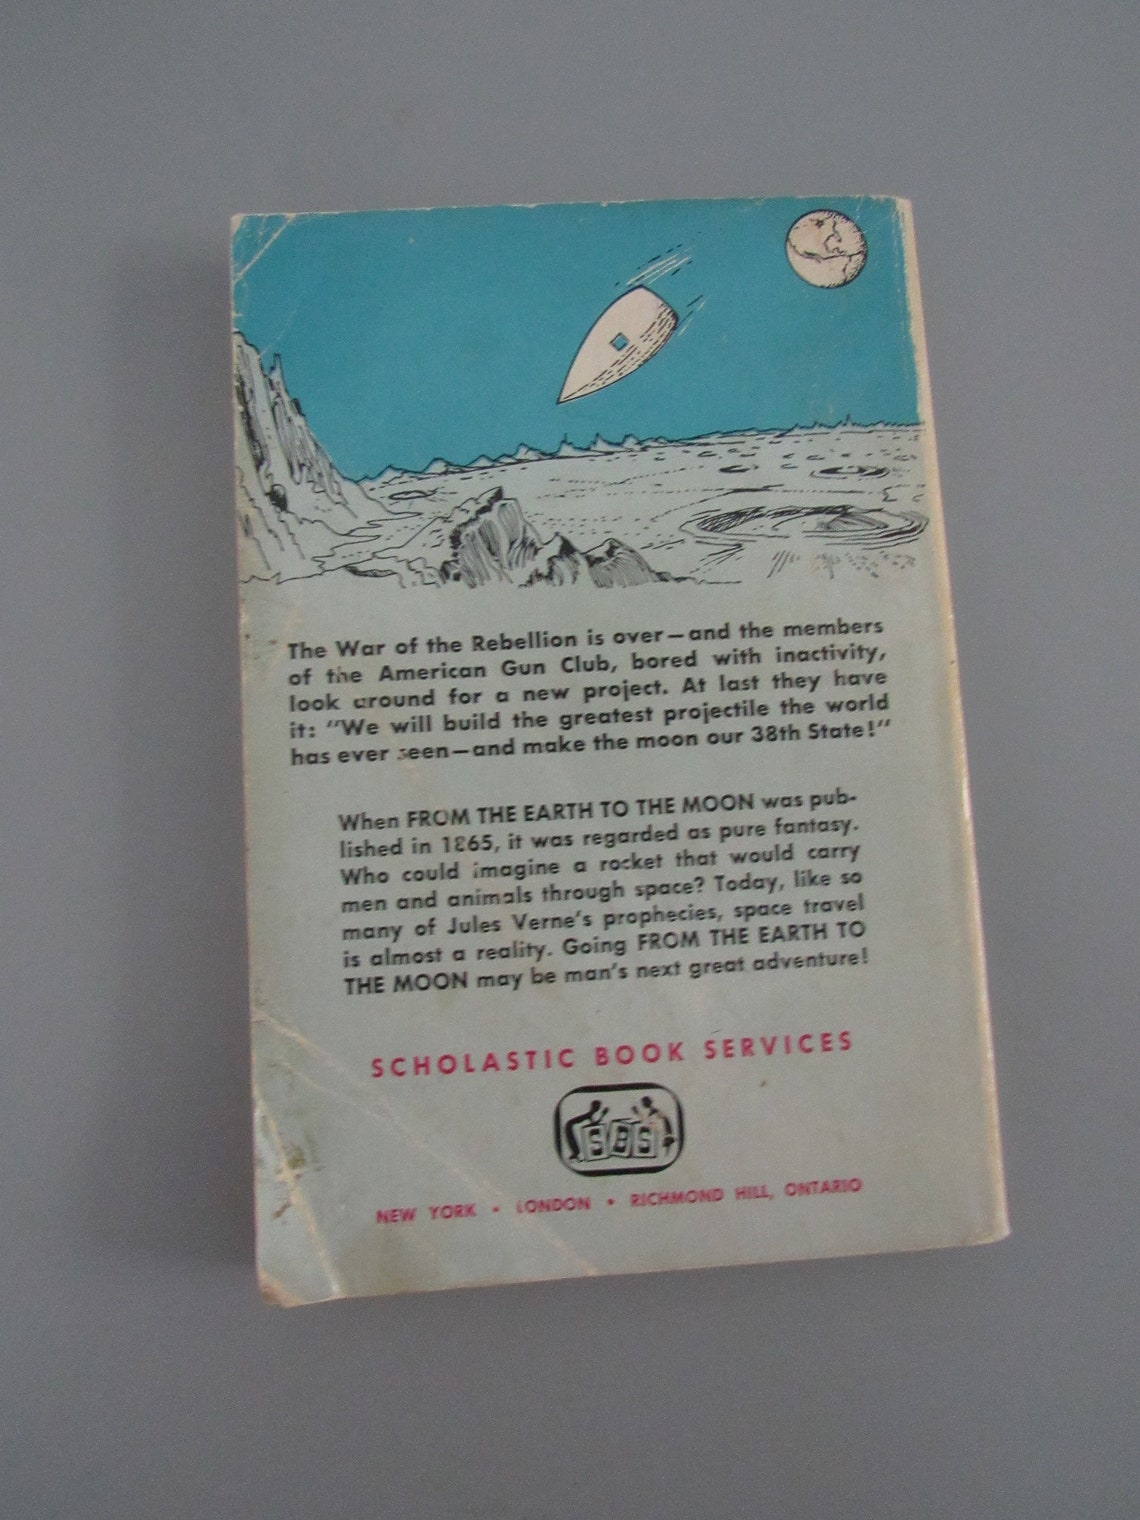 The War of the Rebellion is over—and the members
of the American Gun Club, bored with inactivity,
look around for a new project. At last they have
it: "We will build the greatest projectile the world
has ever seen—and make the moon our 38th State!"
When FROM THE EARTH TO THE MOON was pub-
lished in 1865, it was regarded as pure fantasy.
Who could imagine a rocket that would carry
men and animals through space? Today, like so
many of Jules Verne's prophecies, space travel
is almost a reality. Going FROM THE EARTH TO
THE MOON may be man's next great adventure!
SCHOLASTIC BOOK SERVICES
SBS
NEW YORK • LONDON • RICHMOND HILL, ONTARIO